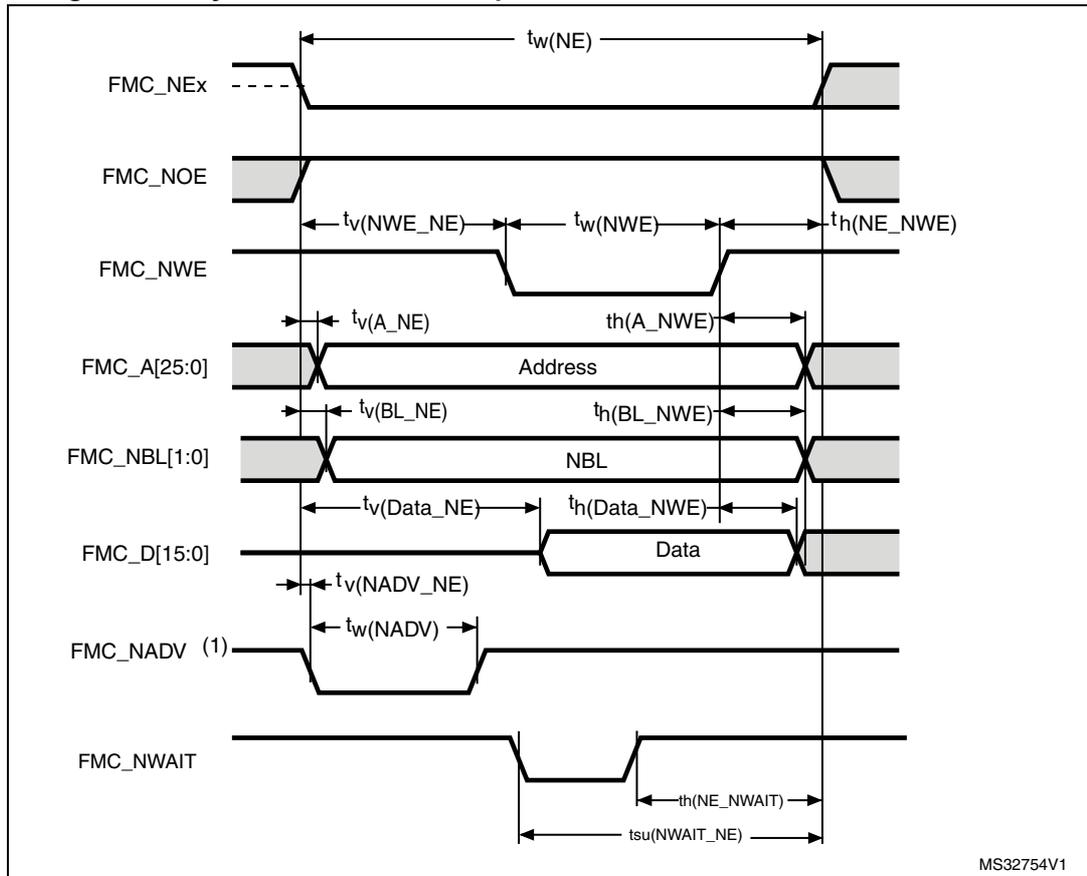 tw(NE)
FMC_NEx
FMC_NOE
tv(NWE_NE)
tw(NWE)
th(NE_NWE)
FMC_NWE
tv(A_NE)
th(A_NWE)
FMC_A[25:0]
Address
tv(BL_NE)
th(BL_NWE)
FMC_NBL[1:0]
NBL
tv(Data_NE)
th(Data_NWE)
FMC_D[15:0]
Data
tv(NADV_NE)
tw(NADV)
FMC_NADV (1)
FMC_NWAIT
th(NE_NWAIT)
tsu(NWAIT_NE)
MS32754V1